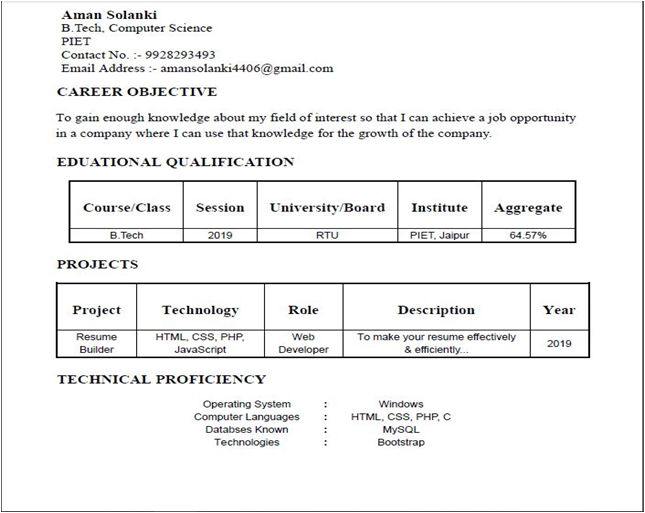 Aman Solanki
B.Tech, Computer Science
PIET
Contact No. :- 9928293493
Email Address :- amansolanki4406@gmail.com
CAREER OBJECTIVE
To gain enough knowledge about my field of interest so that I can achieve a job opportunity
in a company where I can use that knowledge for the growth of the company.
EDUATIONAL QUALIFICATION
Course/Class Session University/Board Institute Aggregate
B.Tech 2019 RTU PIET, Jaipur 64.57%
PROJECTS
Project Technology Role Description Year
Resume Builder HTML, CSS, PHP, JavaScript Web Developer To make your resume effectively & efficiently... 2019
TECHNICAL PROFICIENCY
Operating System : Windows
Computer Languages : HTML, CSS, PHP, C
Databses Known : MySQL
Technologies : Bootstrap